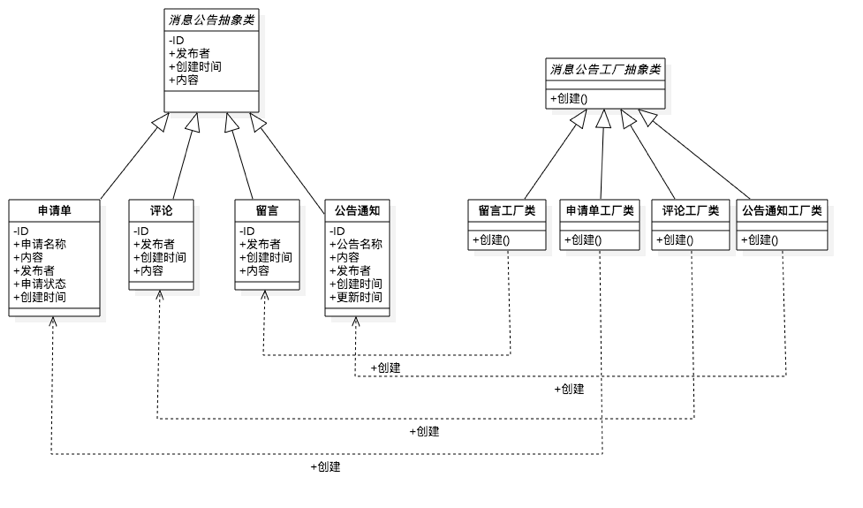 消息公告抽象类
-ID
+发布者
+创建时间
+内容
消息公告工厂抽象类
+创建()
申请单
-ID
+申请名称
+内容
+发布者
+申请状态
+创建时间
评论
-ID
+发布者
+创建时间
+内容
留言
-ID
+发布者
+创建时间
+内容
公告通知
-ID
+公告名称
+内容
+发布者
+创建时间
+更新时间
留言工厂类
+创建()
申请单工厂类
+创建()
评论工厂类
+创建()
公告通知工厂类
+创建()
+创建
+创建
+创建
+创建